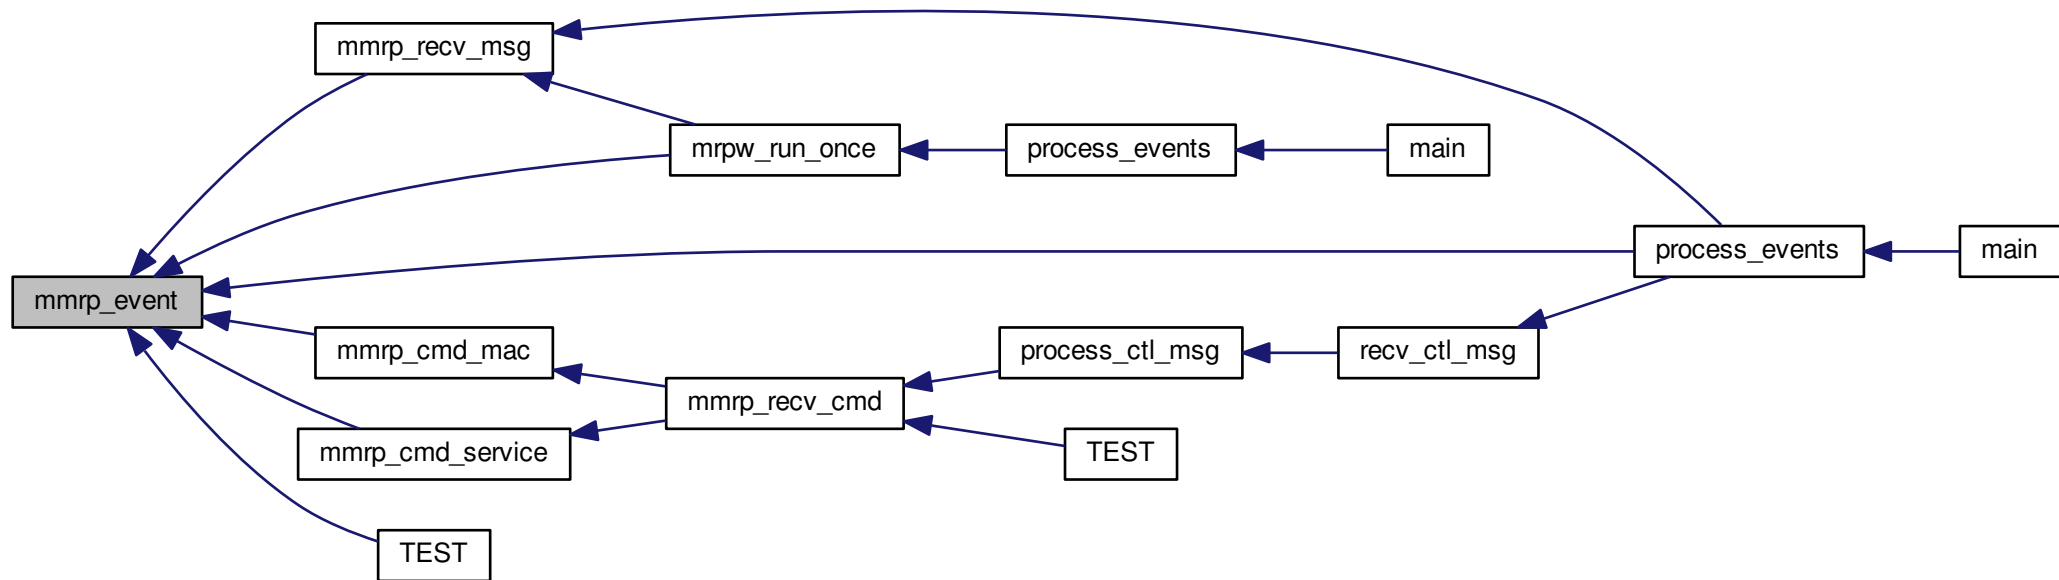 mmrp_recv_msg
mrpw_run_once
process_events
main
process_events
main
mmrp_event
mmrp_cmd_mac
process_ctl_msg
recv_ctl_msg
mmrp_recv_cmd
mmrp_cmd_service
TEST
TEST